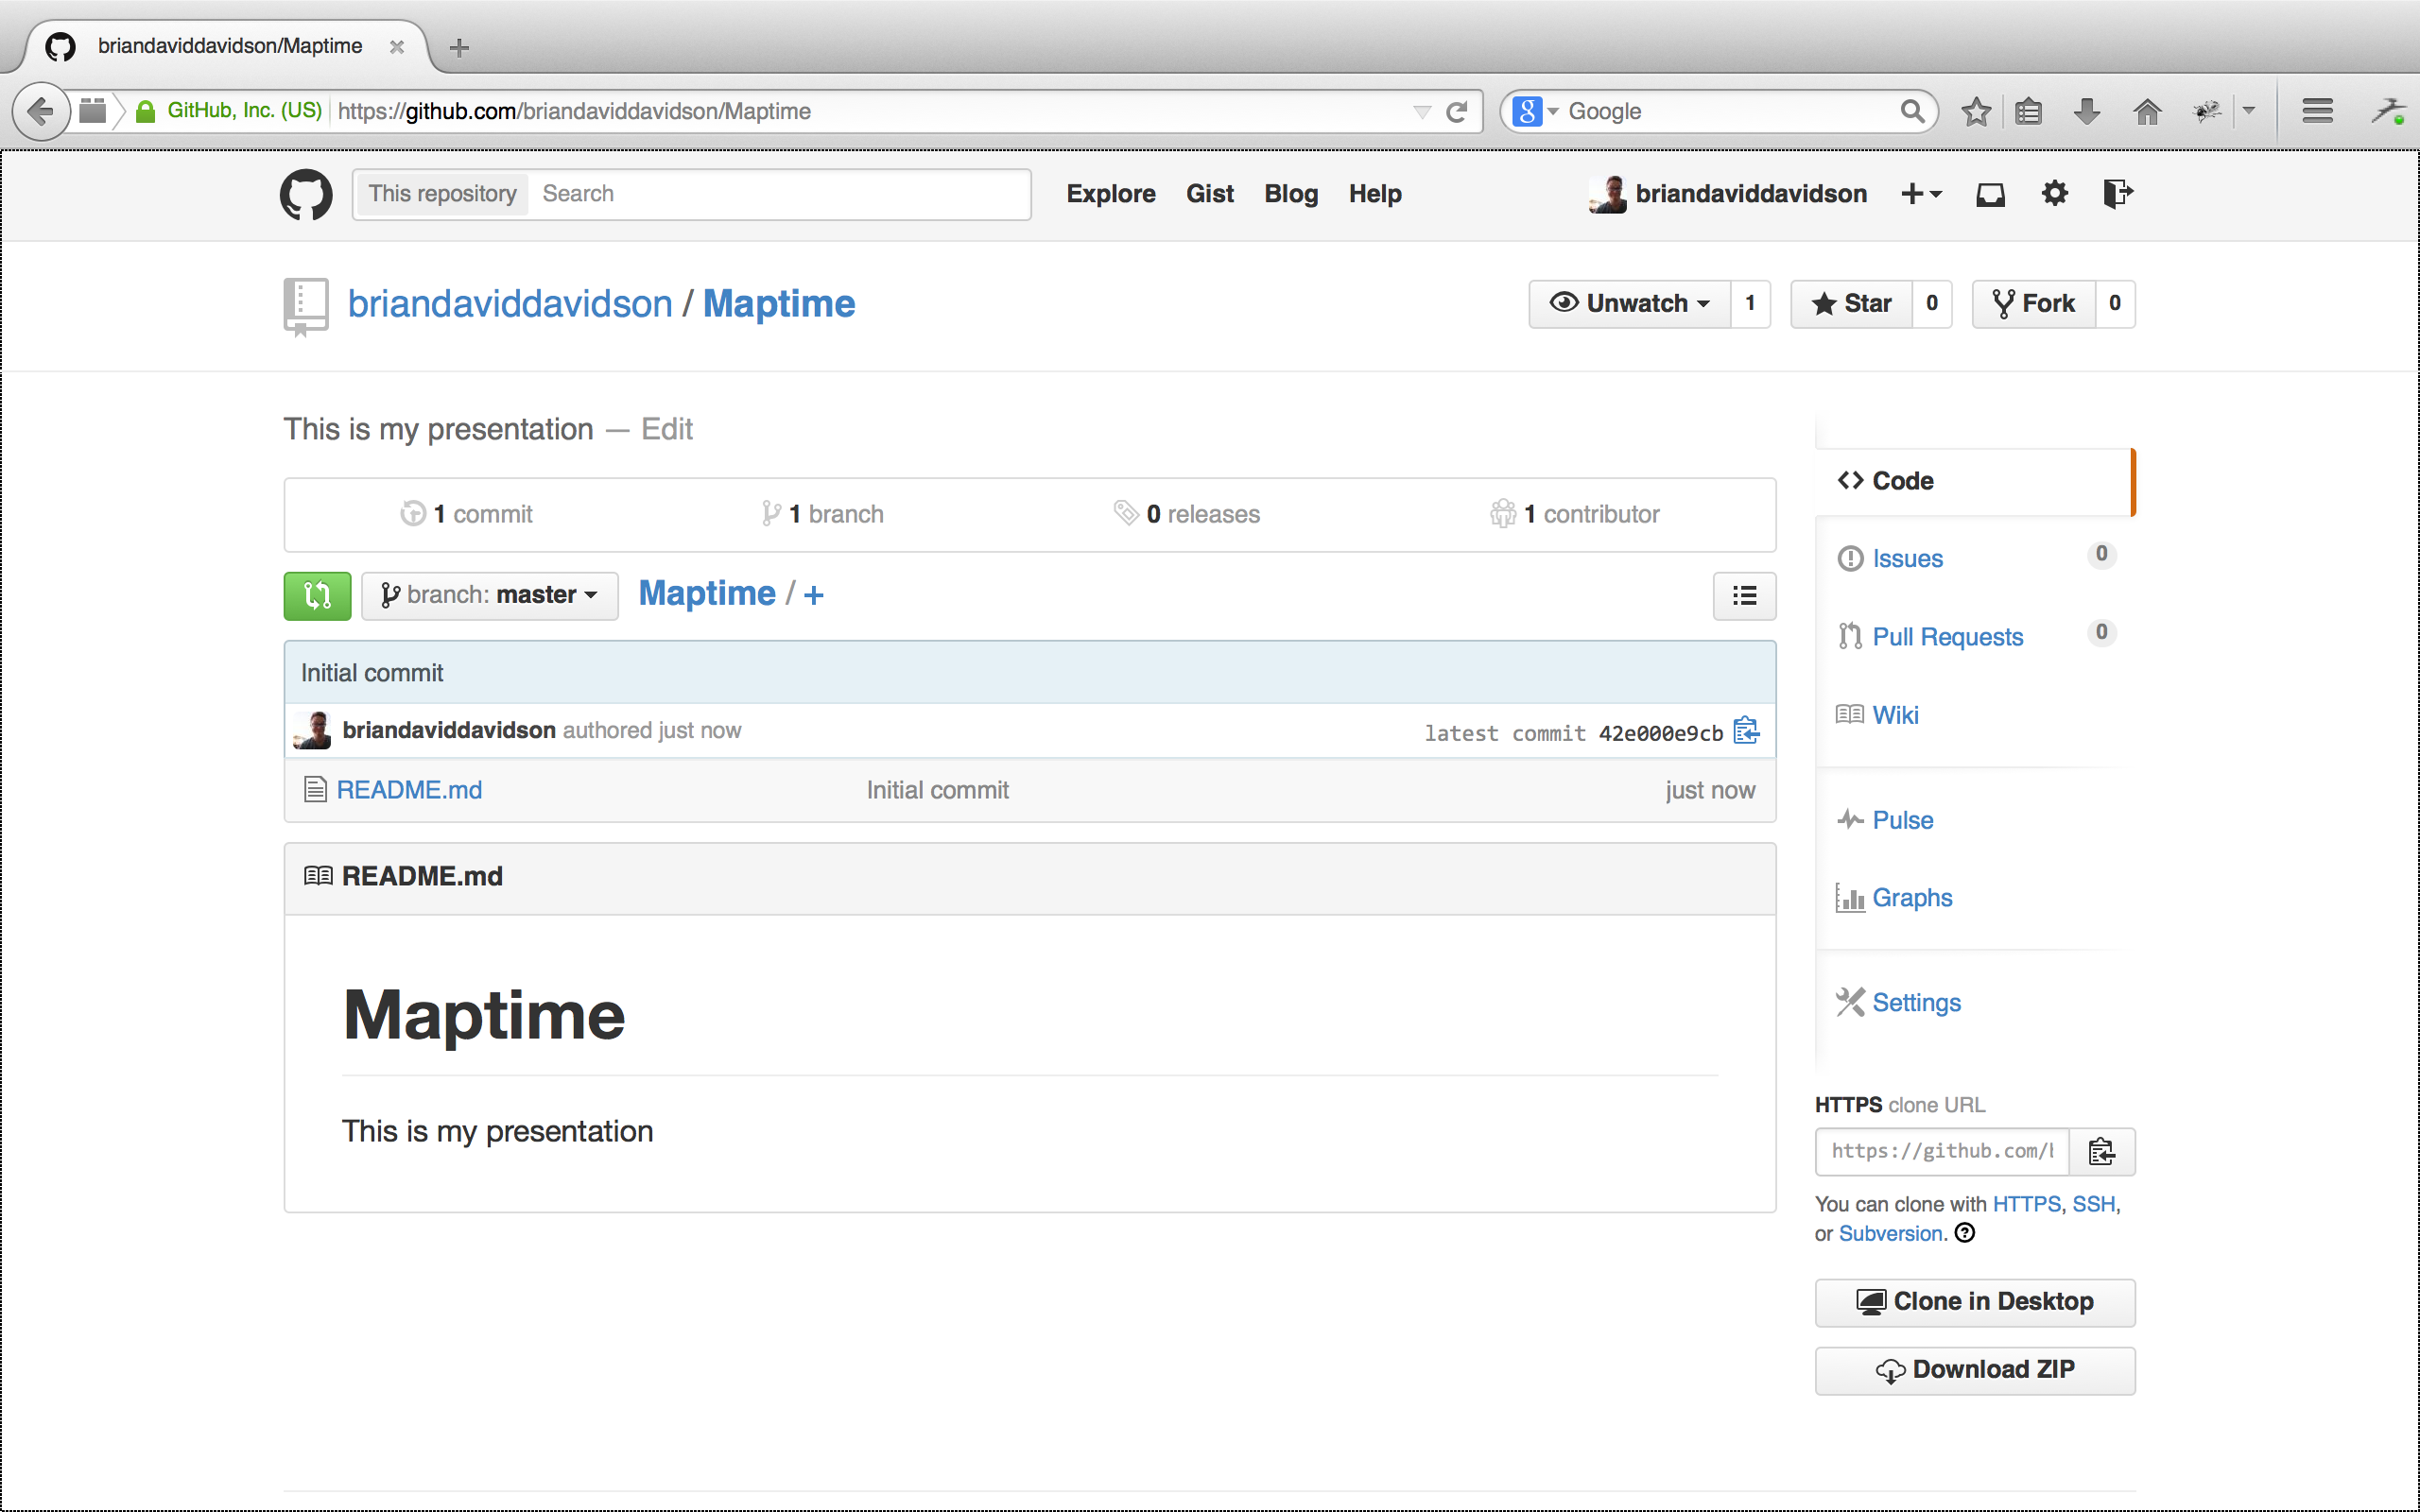 briandaviddavidson/Maptime
GitHub, Inc. (US) https://github.com/briandaviddavidson/Maptime
Google
This repository Search Explore Gist Blog Help briandaviddavidson
briandaviddavidson / Maptime
Unwatch 1 Star 0 Fork 0
This is my presentation — Edit
1 commit 1 branch 0 releases 1 contributor
branch: master Maptime / +
Initial commit
briandaviddavidson authored just now latest commit 42e000e9cb
README.md Initial commit just now
README.md
Maptime
This is my presentation
Code
Issues 0
Pull Requests 0
Wiki
Pulse
Graphs
Settings
HTTPS clone URL
https://github.com/b
You can clone with HTTPS, SSH,
or Subversion.
Clone in Desktop
Download ZIP